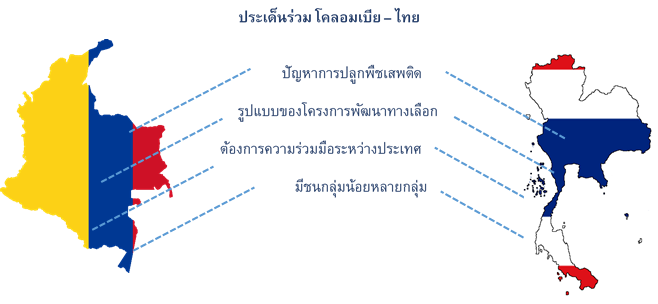 ประเด็นร่วม โคลอมเบีย – ไทย
ปัญหาการปลูกพืชเสพติด
รูปแบบของโครงการพัฒนาทางเลือก
ต้องการความร่วมมือระหว่างประเทศ
มีชนกลุ่มน้อยหลายกลุ่ม